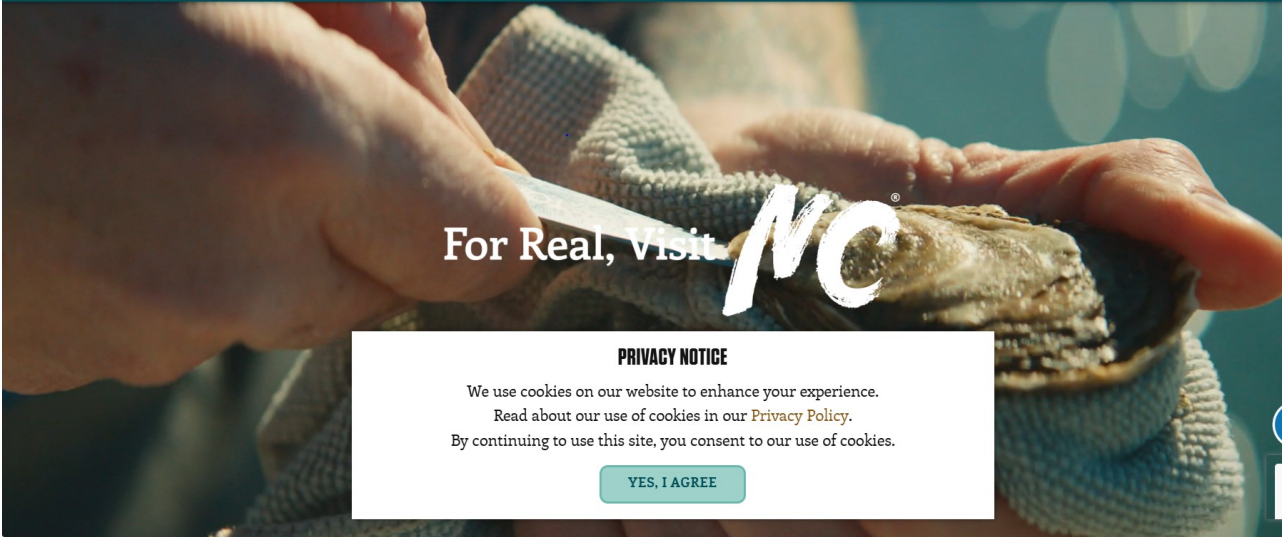 For Real, Visit NC®
PRIVACY NOTICE
We use cookies on our website to enhance your experience.
Read about our use of cookies in our Privacy Policy.
By continuing to use this site, you consent to our use of cookies.
YES, I AGREE